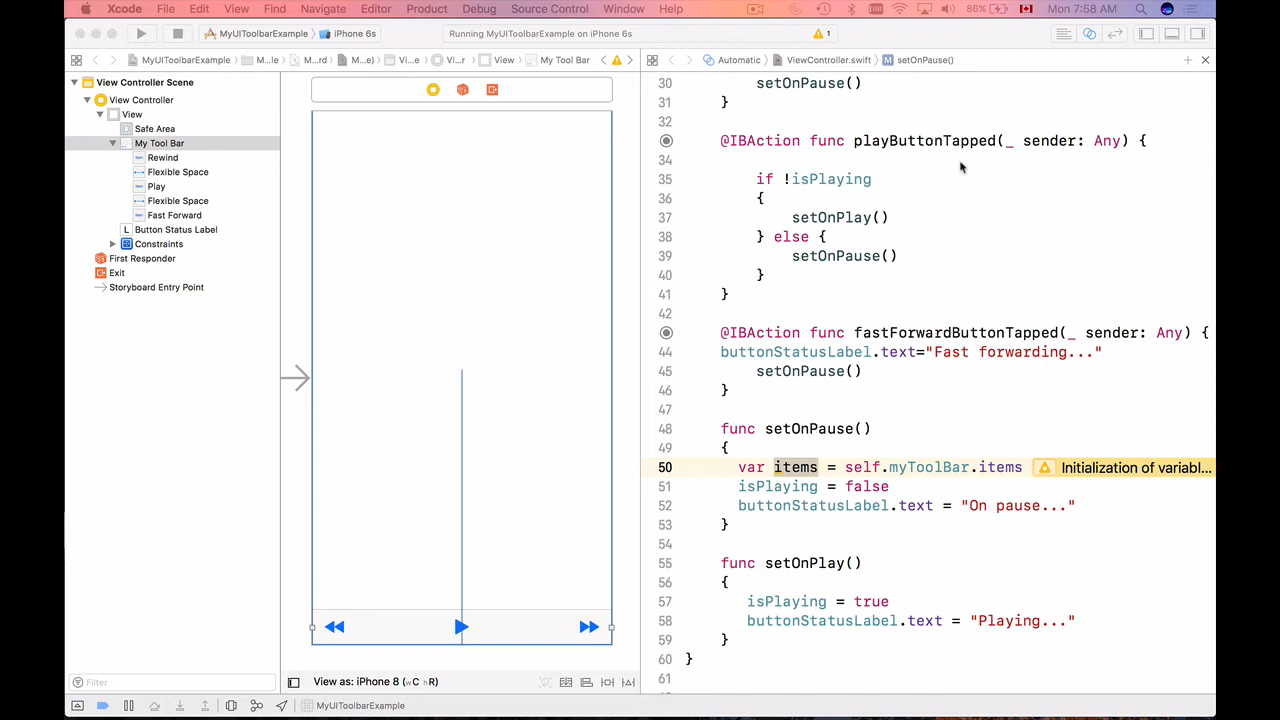 Xcode File Edit View Find Navigate Editor Product Debug Source Control Window Help 86% Mon 7:58 AM
MyUIToolbarExample iPhone 6s Running MyUIToolbarExample on iPhone 6s 1
MyUIToolbarExample M...le M...rd M...e) Vi...e Vi...r View My Tool Bar Automatic ViewController.swift setOnPause()
View Controller Scene
View Controller
View
Safe Area
My Tool Bar
Rewind
Flexible Space
Play
Flexible Space
Fast Forward
L Button Status Label
Constraints
First Responder
Exit
Storyboard Entry Point
Filter
View as: iPhone 8 (wC hR)
30 setOnPause()
31 }
32
@IBAction func playButtonTapped(_ sender: Any) {
34
35 if !isPlaying
36 {
37 setOnPlay()
38 } else {
39 setOnPause()
40 }
41 }
42
@IBAction func fastForwardButtonTapped(_ sender: Any) {
44 buttonStatusLabel.text="Fast forwarding..."
45 setOnPause()
46 }
47
48 func setOnPause()
49 {
50 var items = self.myToolBar.items Initialization of variabl...
51 isPlaying = false
52 buttonStatusLabel.text = "On pause..."
53 }
54
55 func setOnPlay()
56 {
57 isPlaying = true
58 buttonStatusLabel.text = "Playing..."
59 }
60 }
61
MyUIToolbarExample